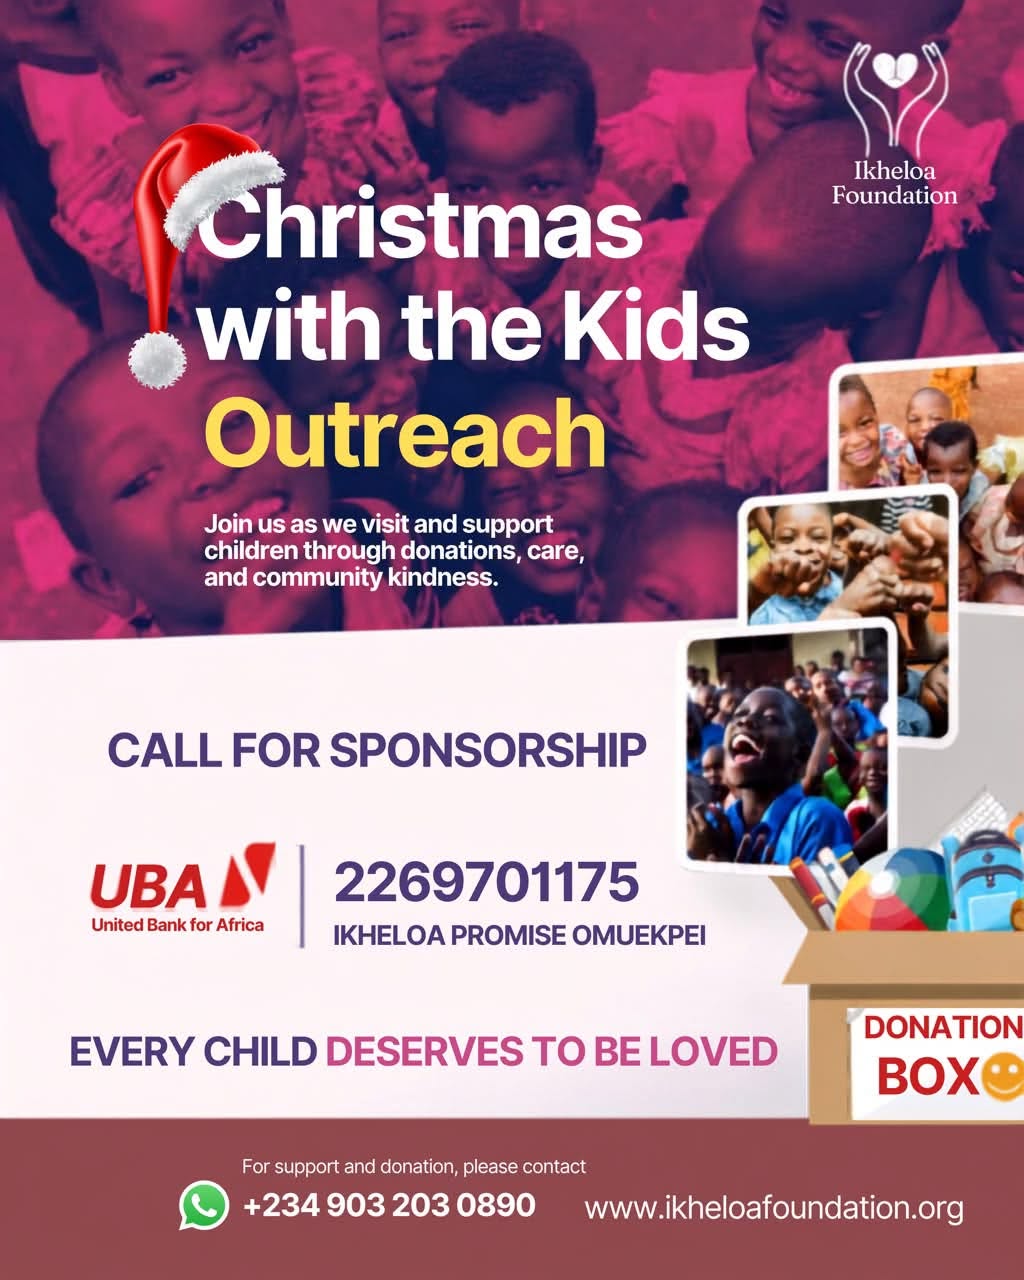 Ikheloa
Foundation
Christmas
with the Kids
Outreach
Join us as we visit and support
children through donations, care,
and community kindness.
CALL FOR SPONSORSHIP
UBA
United Bank for Africa
2269701175
IKHELOA PROMISE OMUEKPEI
EVERY CHILD DESERVES TO BE LOVED
DONATION
BOX
For support and donation, please contact
+234 903 203 0890
www.ikheloafoundation.org